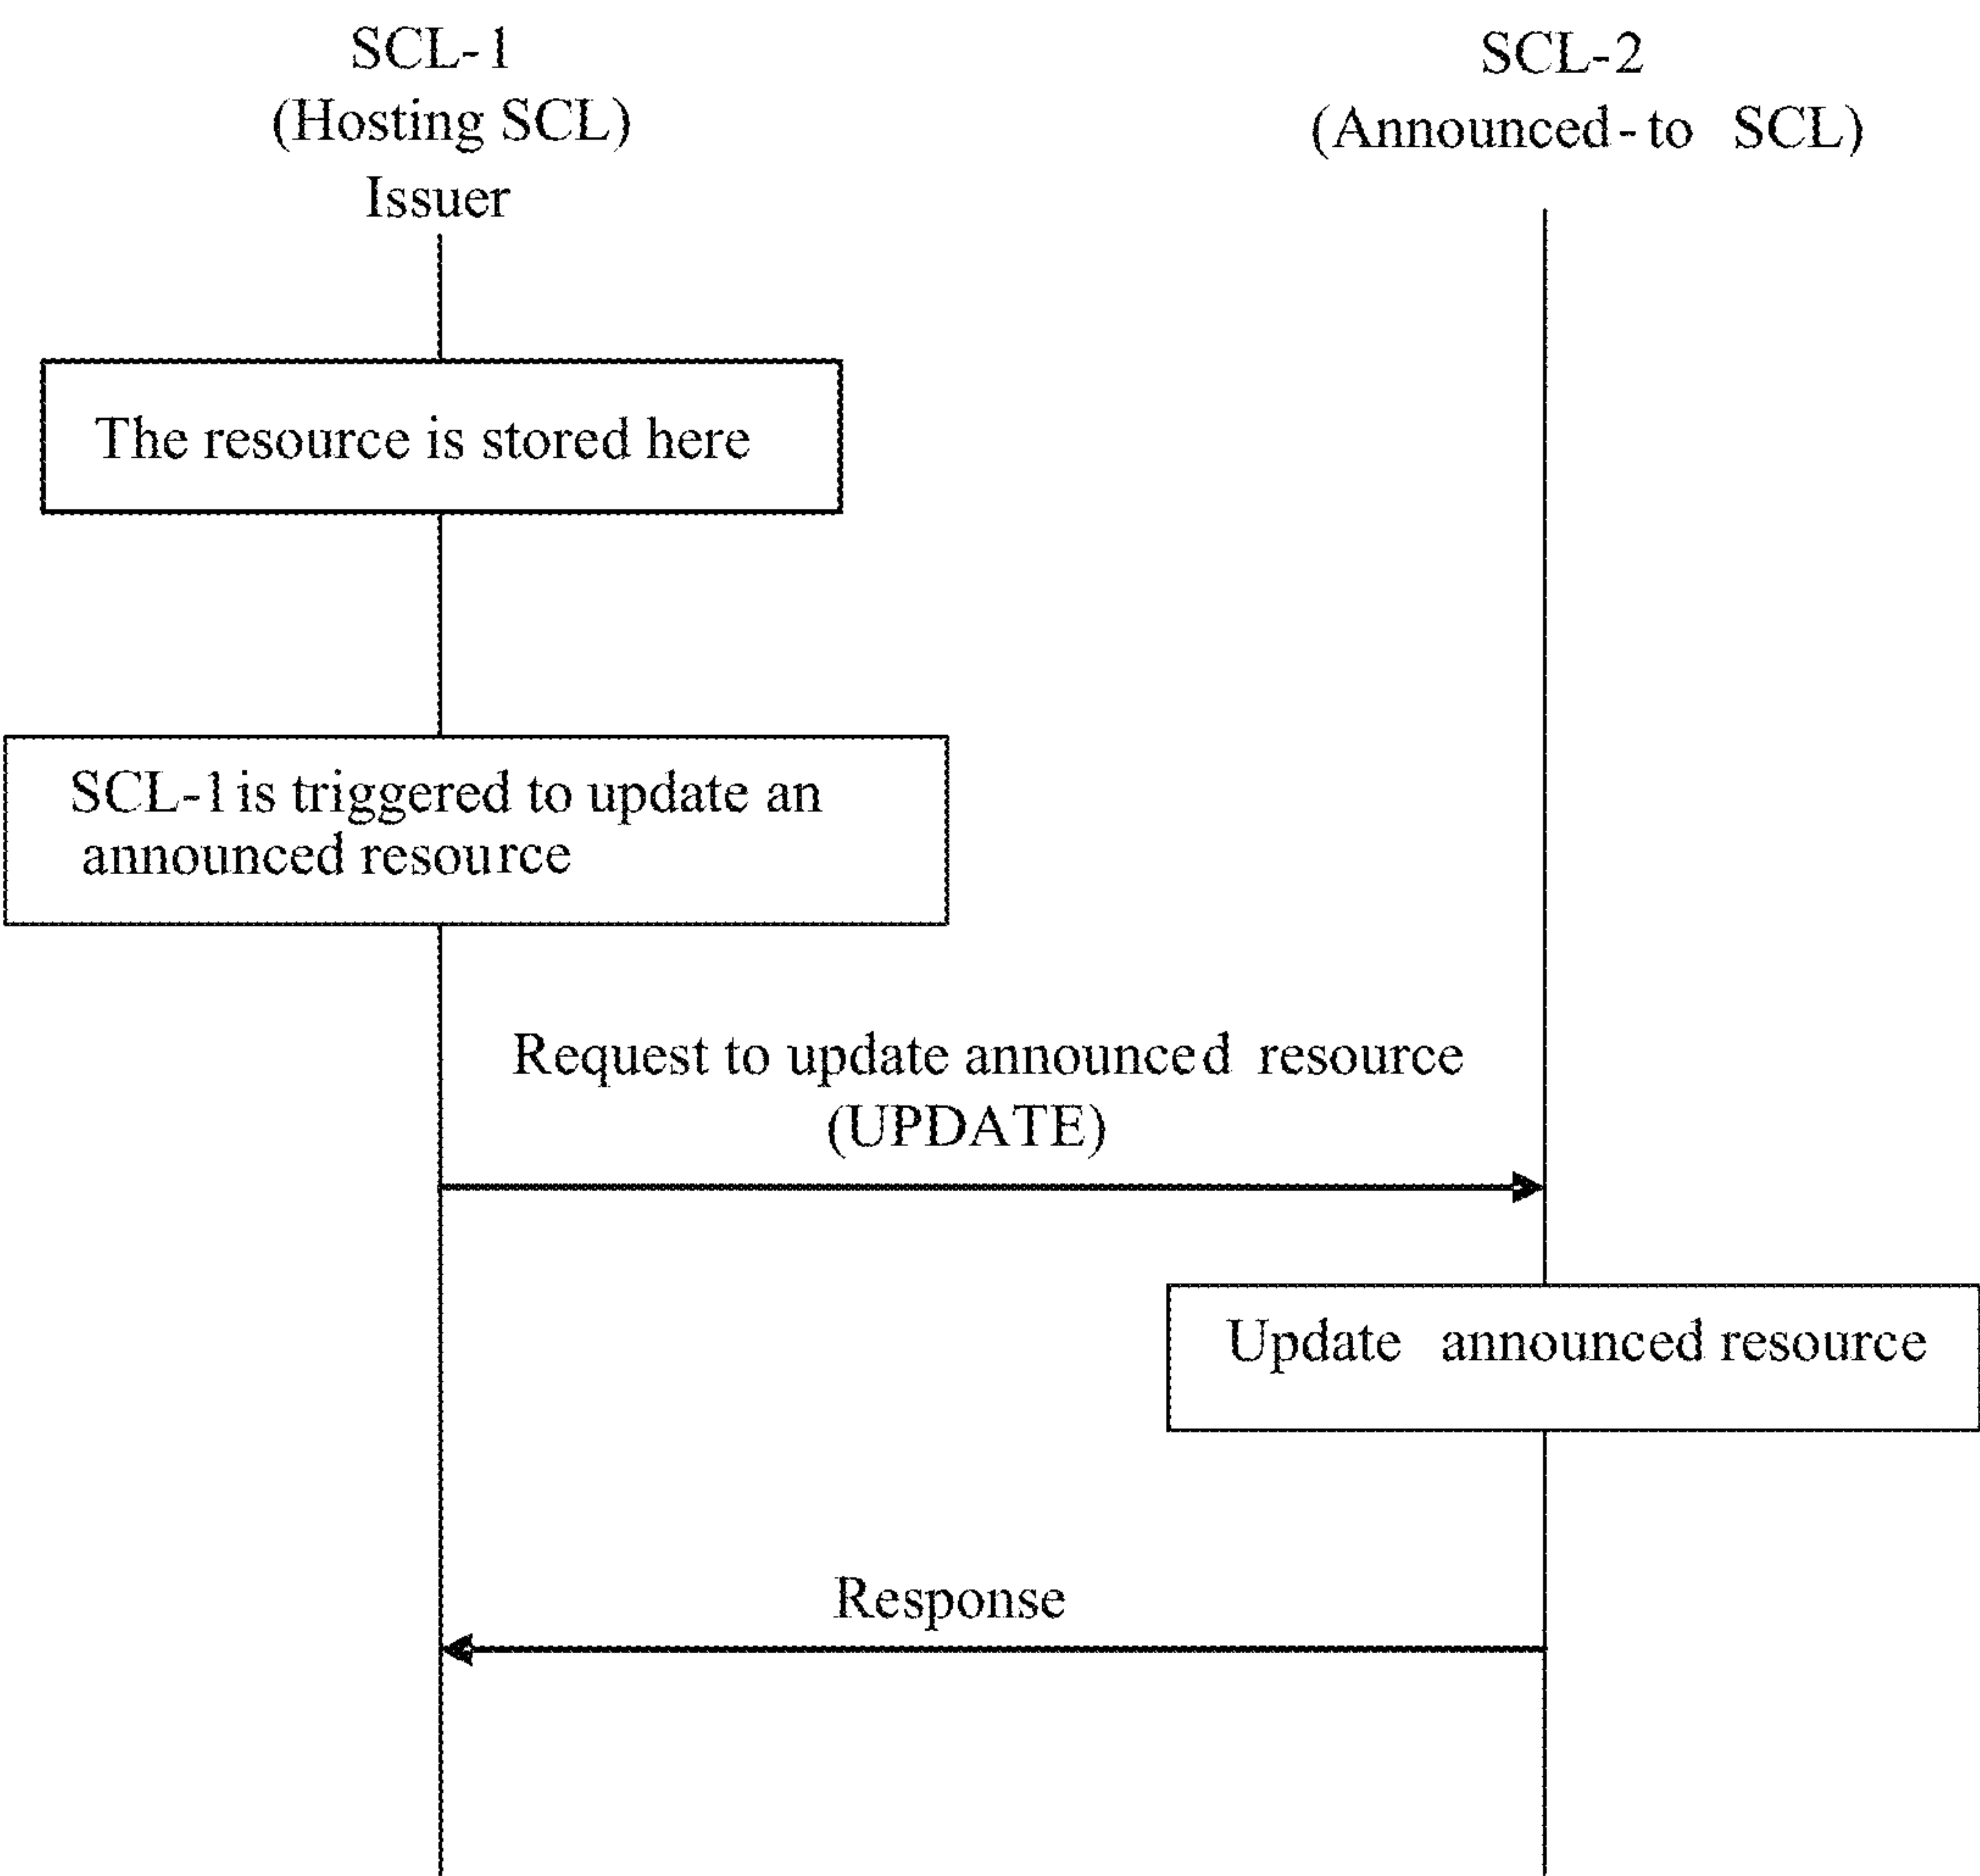 SCL-1
(Hosting SCL)
Issuer
SCL-2
(Announced-to SCL)
The resource is stored here
SCL-1 is triggered to update an
announced resource
Request to update announced resource
(UPDATE)
Update announced resource
Response